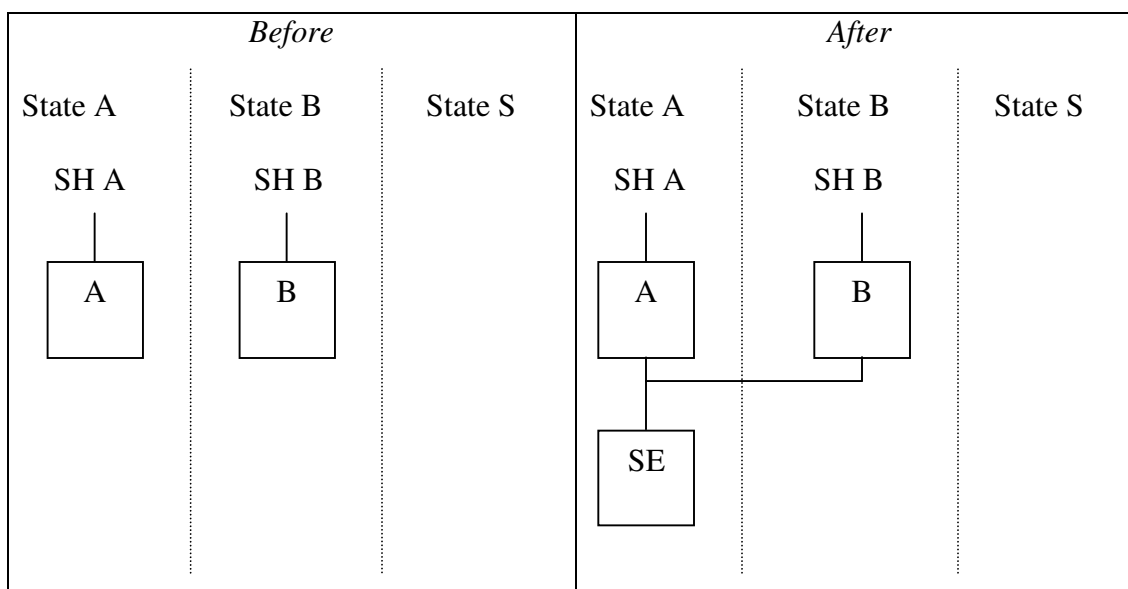 Before
State A
State B
State S
SH A
SH B
A
B
After
State A
State B
State S
SH A
SH B
A
B
SE